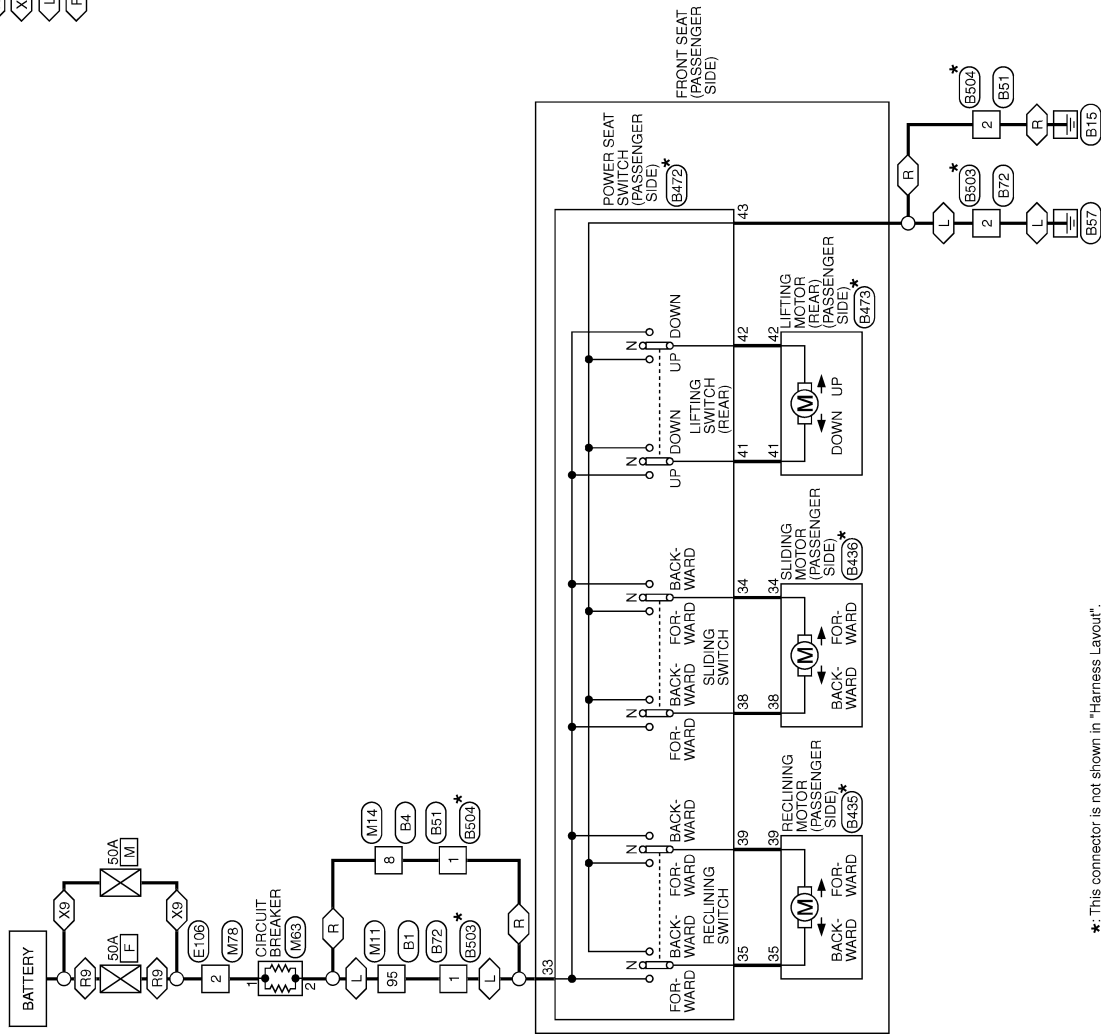 X
L
R
BATTERY
50A
M
50A
F
X9
X9
R9
R9
E106
M78
2
1
CIRCUIT
BREAKER
M63
2
R
L
M14
B4
B51
B504
*
8
1
M11
B1
B72
B503
*
95
1
R
L
FRONT SEAT
(PASSENGER
SIDE)
POWER SEAT
SWITCH
(PASSENGER
SIDE)
*
B472
33
N
FOR-
WARD
BACK-
WARD
N
FOR-
WARD
BACK-
WARD
RECLINING
SWITCH
35
39
35
39
RECLINING
MOTOR
(PASSENGER
SIDE)
*
B435
M
BACK-
WARD
FOR-
WARD
N
FOR-
WARD
BACK-
WARD
N
FOR-
WARD
BACK-
WARD
SLIDING
SWITCH
38
34
38
34
SLIDING
MOTOR
(PASSENGER
SIDE)
*
B436
M
BACK-
WARD
FOR-
WARD
N
UP
DOWN
N
UP
DOWN
LIFTING
SWITCH
(REAR)
41
42
41
42
LIFTING
MOTOR
(REAR)
(PASSENGER
SIDE)
*
B473
M
DOWN
UP
43
R
L
2
B503
*
B72
L
B57
2
B504
*
B51
R
B15
*: This connector is not shown in "Harness Layout".